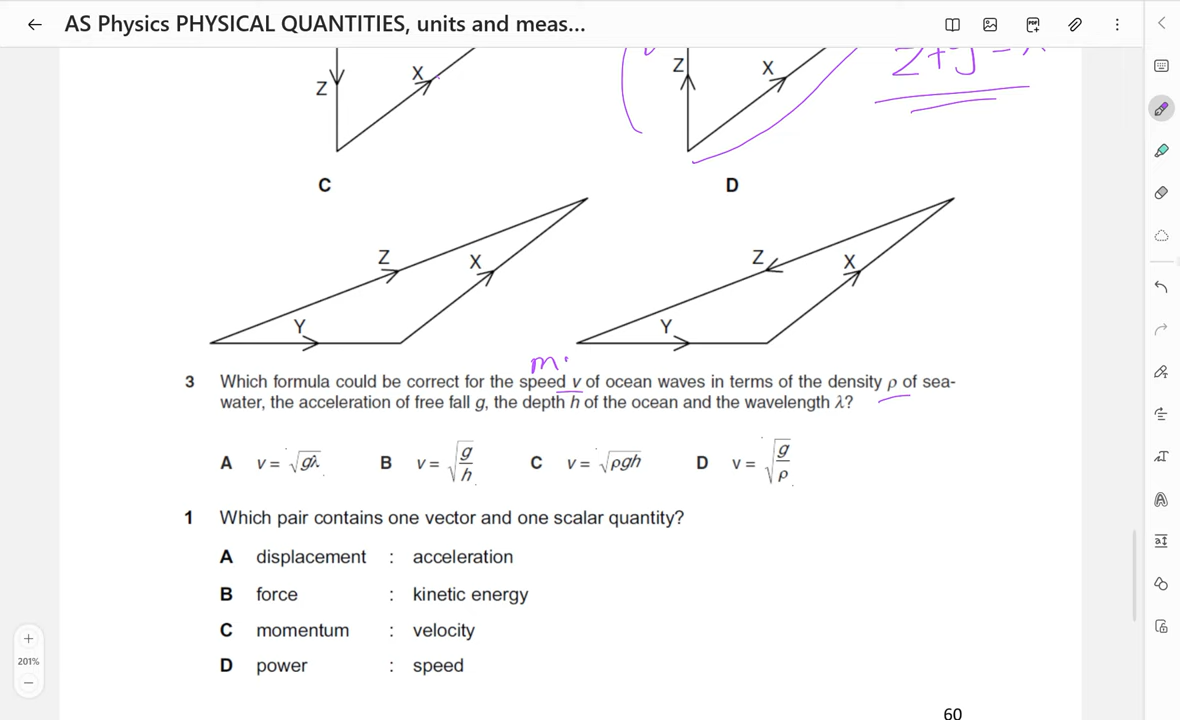 AS Physics PHYSICAL QUANTITIES, units and meas...
Z
X
Z
X
C
D
Z
X
Y
Z
X
Y
m
3 Which formula could be correct for the speed v of ocean waves in terms of the density ρ of sea-
water, the acceleration of free fall g, the depth h of the ocean and the wavelength λ?
A v = √gλ B v = √g/h C v = √ρgh D v = √g/ρ
1 Which pair contains one vector and one scalar quantity?
A displacement : acceleration
B force : kinetic energy
C momentum : velocity
D power : speed
201%
60